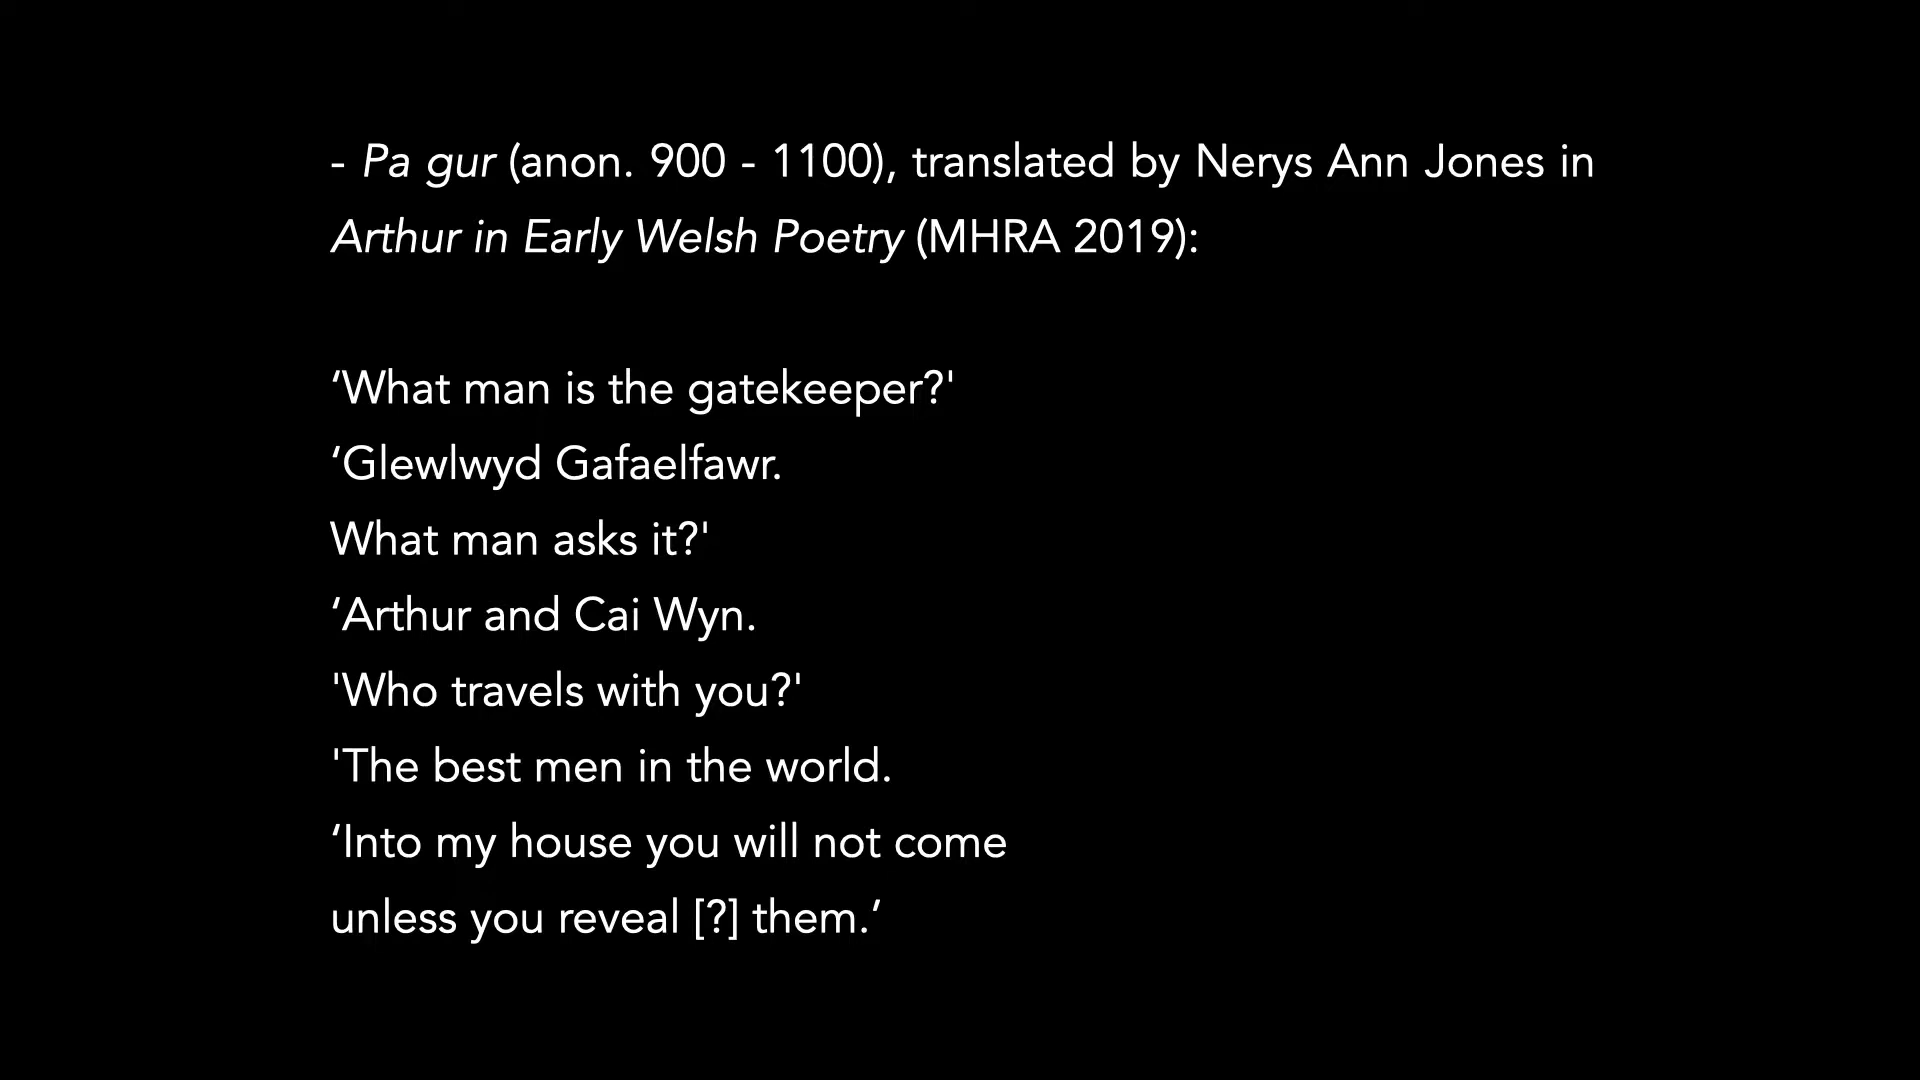 - Pa gur (anon. 900 - 1100), translated by Nerys Ann Jones in
Arthur in Early Welsh Poetry (MHRA 2019):
‘What man is the gatekeeper?'
‘Glewlwyd Gafaelfawr.
What man asks it?'
‘Arthur and Cai Wyn.
'Who travels with you?'
'The best men in the world.
‘Into my house you will not come
unless you reveal [?] them.’